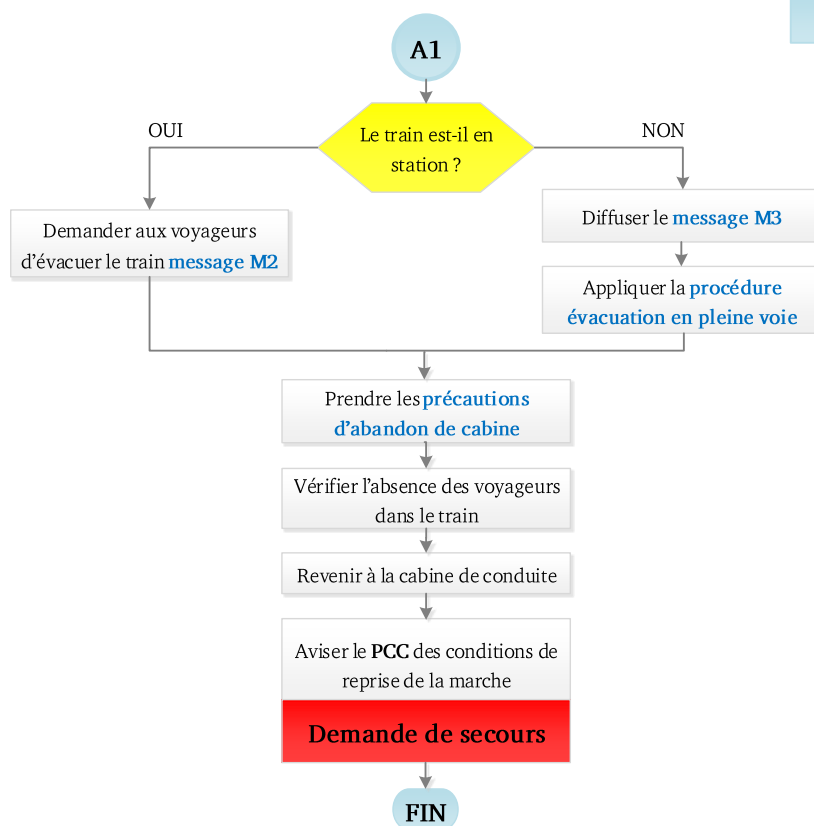 A1
Le train est-il en
station ?
OUI
NON
Demander aux voyageurs
d’évacuer le train message M2
Diffuser le message M3
Appliquer la procédure
évacuation en pleine voie
Prendre les précautions
d’abandon de cabine
Vérifier l’absence des voyageurs
dans le train
Revenir à la cabine de conduite
Aviser le PCC des conditions de
reprise de la marche
Demande de secours
FIN